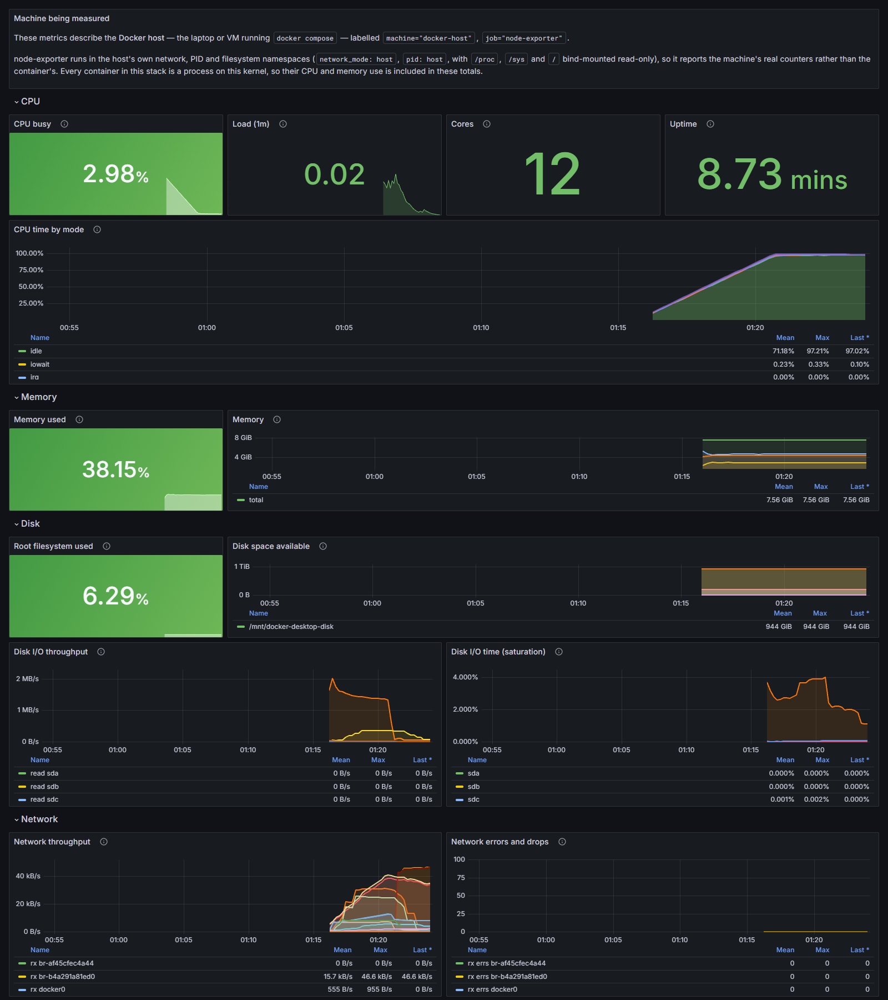 Machine being measured
These metrics describe the Docker host — the laptop or VM running docker compose — labelled machine="docker-host", job="node-exporter".
node-exporter runs in the host's own network, PID and filesystem namespaces (network_mode: host, pid: host, with /proc, /sys and / bind-mounted read-only), so it reports the machine's real counters rather than the
container's. Every container in this stack is a process on this kernel, so their CPU and memory use is included in these totals.
CPU
CPU busy
2.98%
Load (1m)
0.02
Cores
12
Uptime
8.73 mins
CPU time by mode
100.00%
75.00%
50.00%
25.00%
00:55 01:00 01:05 01:10 01:15 01:20
Name Mean Max Last *
idle 71.18% 97.21% 97.02%
iowait 0.23% 0.33% 0.10%
irq 0.00% 0.00% 0.00%
Memory
Memory used
38.15%
Memory
8 GiB
4 GiB
00:55 01:00 01:05 01:10 01:15 01:20
Name Mean Max Last *
total 7.56 GiB 7.56 GiB 7.56 GiB
Disk
Root filesystem used
6.29%
Disk space available
1 TiB
0 B
00:55 01:00 01:05 01:10 01:15 01:20
Name Mean Max Last *
/mnt/docker-desktop-disk 944 GiB 944 GiB 944 GiB
Disk I/O throughput
2 MB/s
1 MB/s
0 B/s
00:55 01:00 01:05 01:10 01:15 01:20
Name Mean Max Last *
read sda 0 B/s 0 B/s 0 B/s
read sdb 0 B/s 0 B/s 0 B/s
read sdc 0 B/s 0 B/s 0 B/s
Disk I/O time (saturation)
4.000%
2.000%
0.000%
00:55 01:00 01:05 01:10 01:15 01:20
Name Mean Max Last *
sda 0.000% 0.000% 0.000%
sdb 0.000% 0.000% 0.000%
sdc 0.001% 0.002% 0.000%
Network
Network throughput
40 kB/s
20 kB/s
0 B/s
00:55 01:00 01:05 01:10 01:15 01:20
Name Mean Max Last *
rx br-af45cfec4a44 0 B/s 0 B/s 0 B/s
rx br-b4a291a81ed0 15.7 kB/s 46.6 kB/s 46.6 kB/s
rx docker0 555 B/s 955 B/s 0 B/s
Network errors and drops
100
75
50
25
0
00:55 01:00 01:05 01:10 01:15 01:20
Name Mean Max Last *
rx errs br-af45cfec4a44 0 0 0
rx errs br-b4a291a81ed0 0 0 0
rx errs docker0 0 0 0